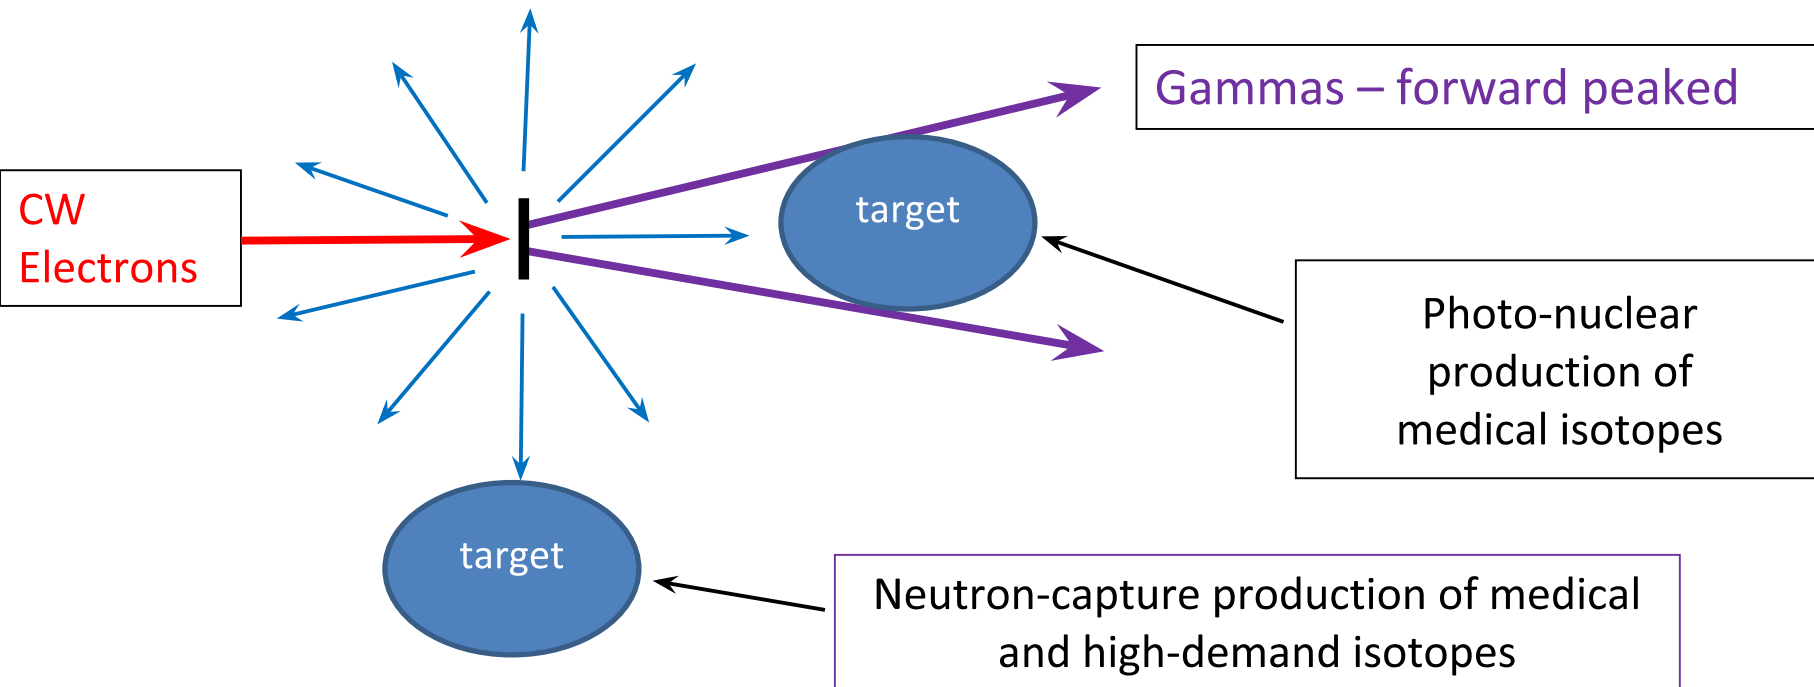 Gammas – forward peaked
CW
Electrons
target
Photo-nuclear
production of
medical isotopes
target
Neutron-capture production of medical
and high-demand isotopes